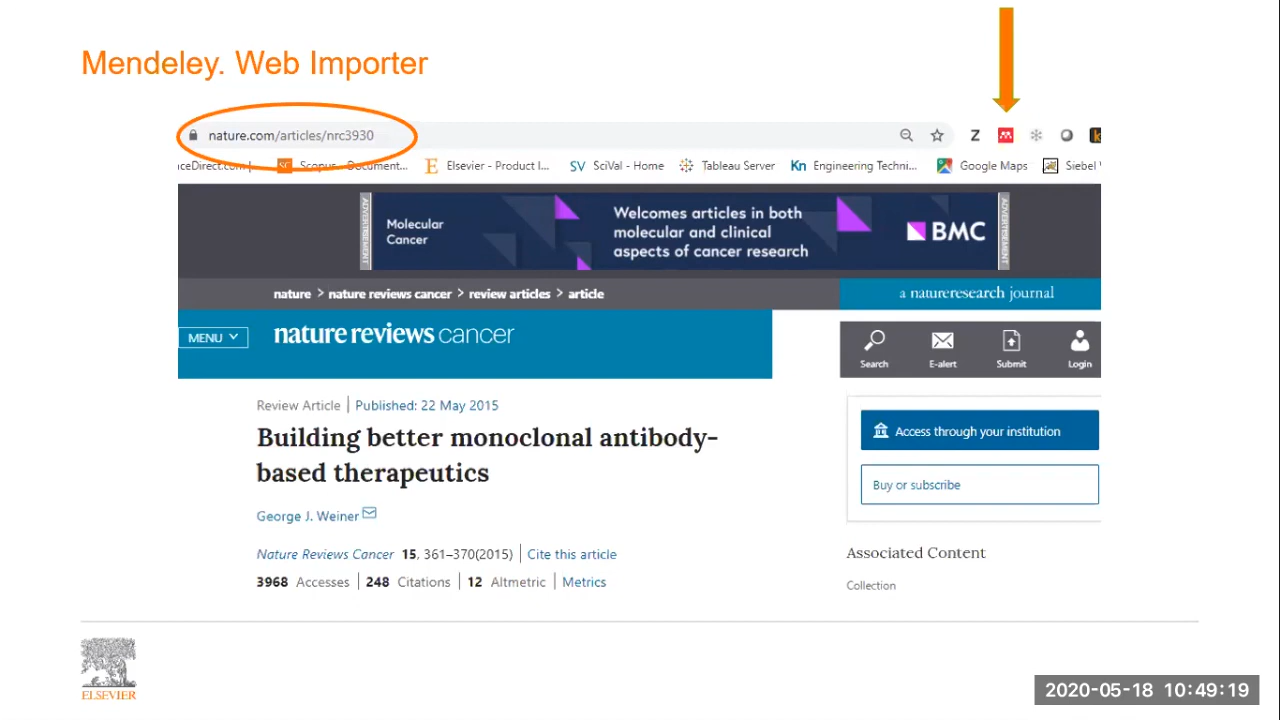 Mendeley. Web Importer
nature.com/articles/nrc3930
Z
Scopus - Document...
Elsevier - Product I...
SV SciVal - Home
Tableau Server
Kn Engineering Techni...
Google Maps
Siebel
ADVERTISEMENT
Molecular
Cancer
Welcomes articles in both
molecular and clinical
aspects of cancer research
BMC
ADVERTISEMENT
nature > nature reviews cancer > review articles > article
a natureresearch journal
MENU
nature reviews cancer
Search
E-alert
Submit
Login
Review Article | Published: 22 May 2015
Building better monoclonal antibody-
based therapeutics
George J. Weiner
Nature Reviews Cancer 15, 361–370(2015) | Cite this article
3968 Accesses | 248 Citations | 12 Altmetric | Metrics
Access through your institution
Buy or subscribe
Associated Content
Collection
ELSEVIER
2020-05-18 10:49:19